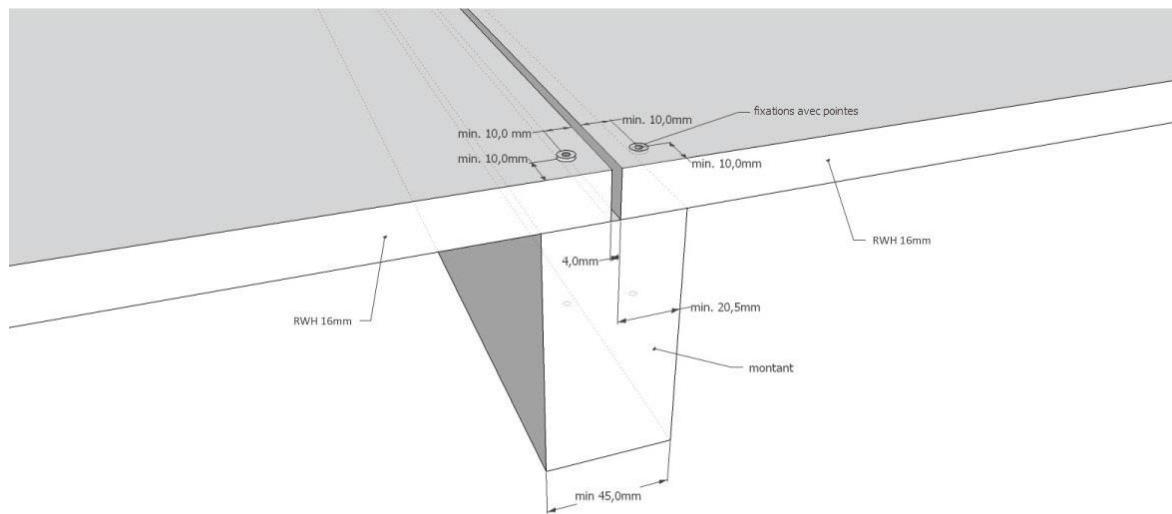 min. 10,0mm
fixations avec pointes
min. 10,0 mm
min. 10,0mm
min. 10,0mm
RWH 16mm
4,0mm
min. 20,5mm
RWH 16mm
montant
min 45,0mm